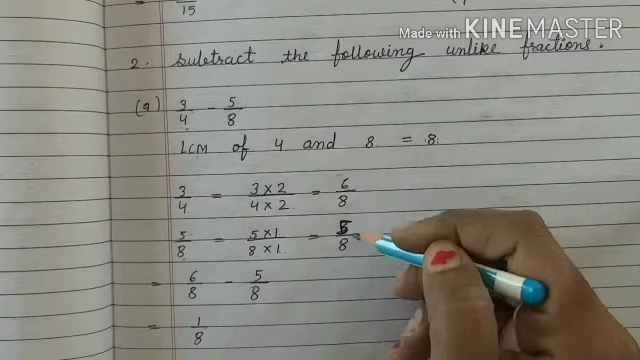 = 15
Made with KINEMASTER
2. Subtract the following unlike fractions.
(a) 3/4 - 5/8
LCM of 4 and 8 = 8
3/4 = 3 × 2 / 4 × 2 = 6/8
5/8 = 5 × 1 / 8 × 1 = 5/8
= 6/8 - 5/8
= 1/8